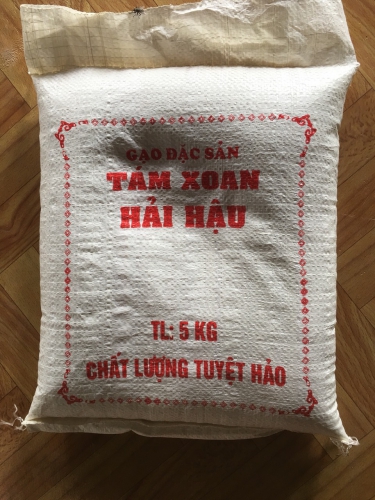 GẠO ĐẶC SẢN
TÁM XOAN
HẢI HẬU
TL: 5 KG
CHẤT LƯỢNG TUYỆT HẢO